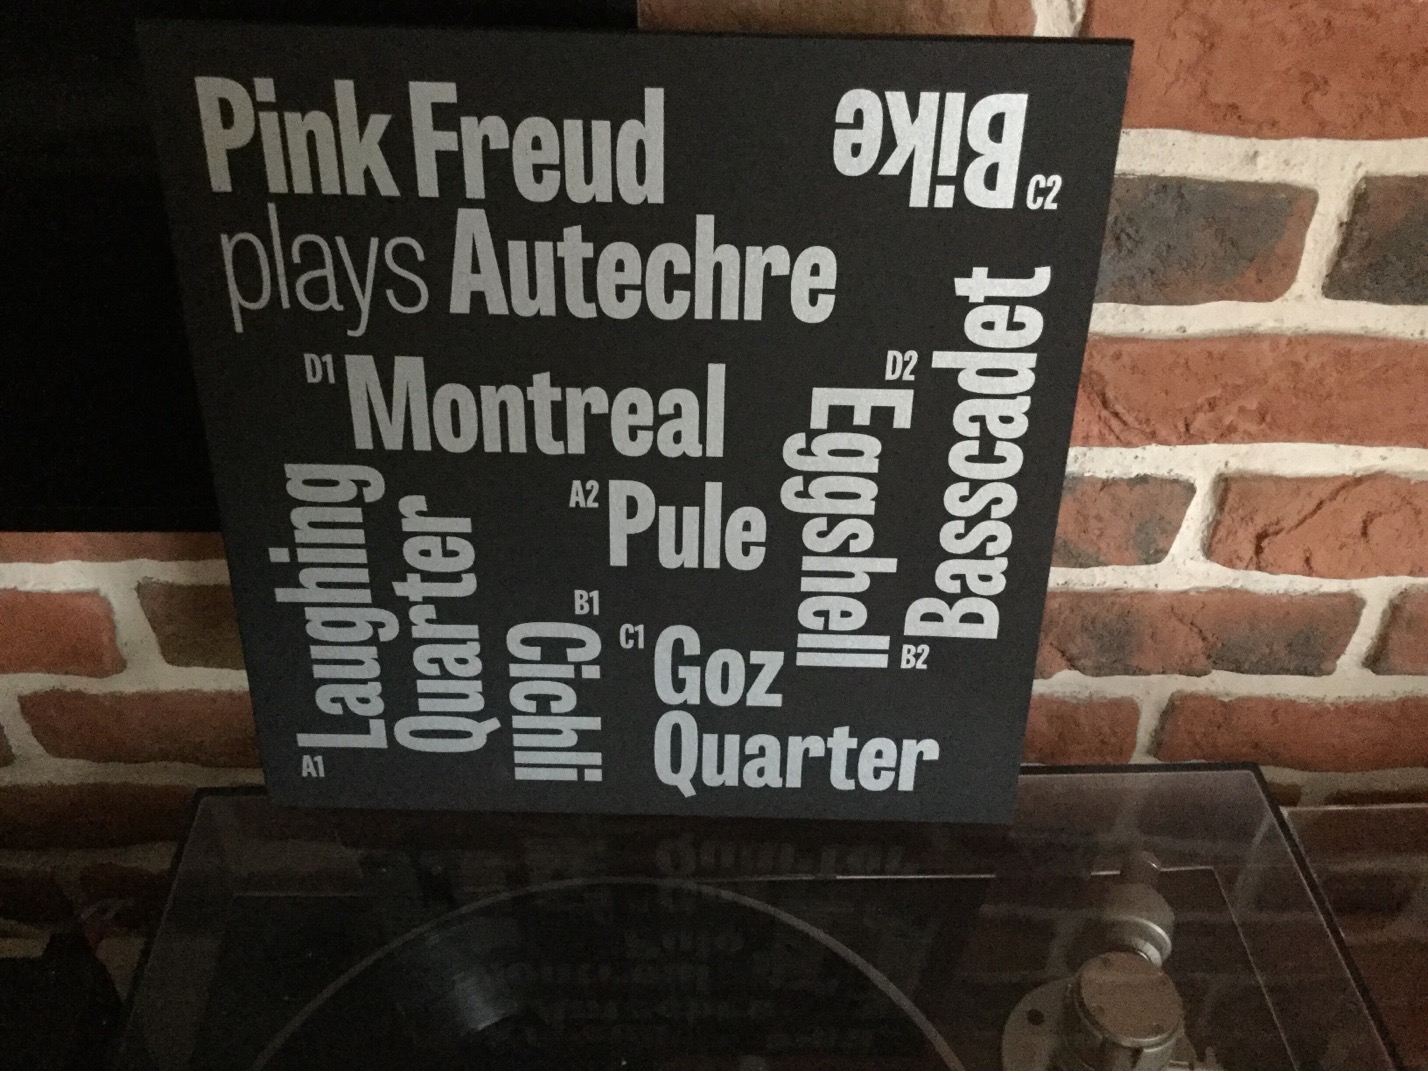 Pink Freud
plays Autechre
Bike
C2
D1
Montreal
D2
Eggshell
Basscadet
B2
A2
Pule
A1
Laughing
Quarter
B1
Cichli
C1
Goz
Quarter